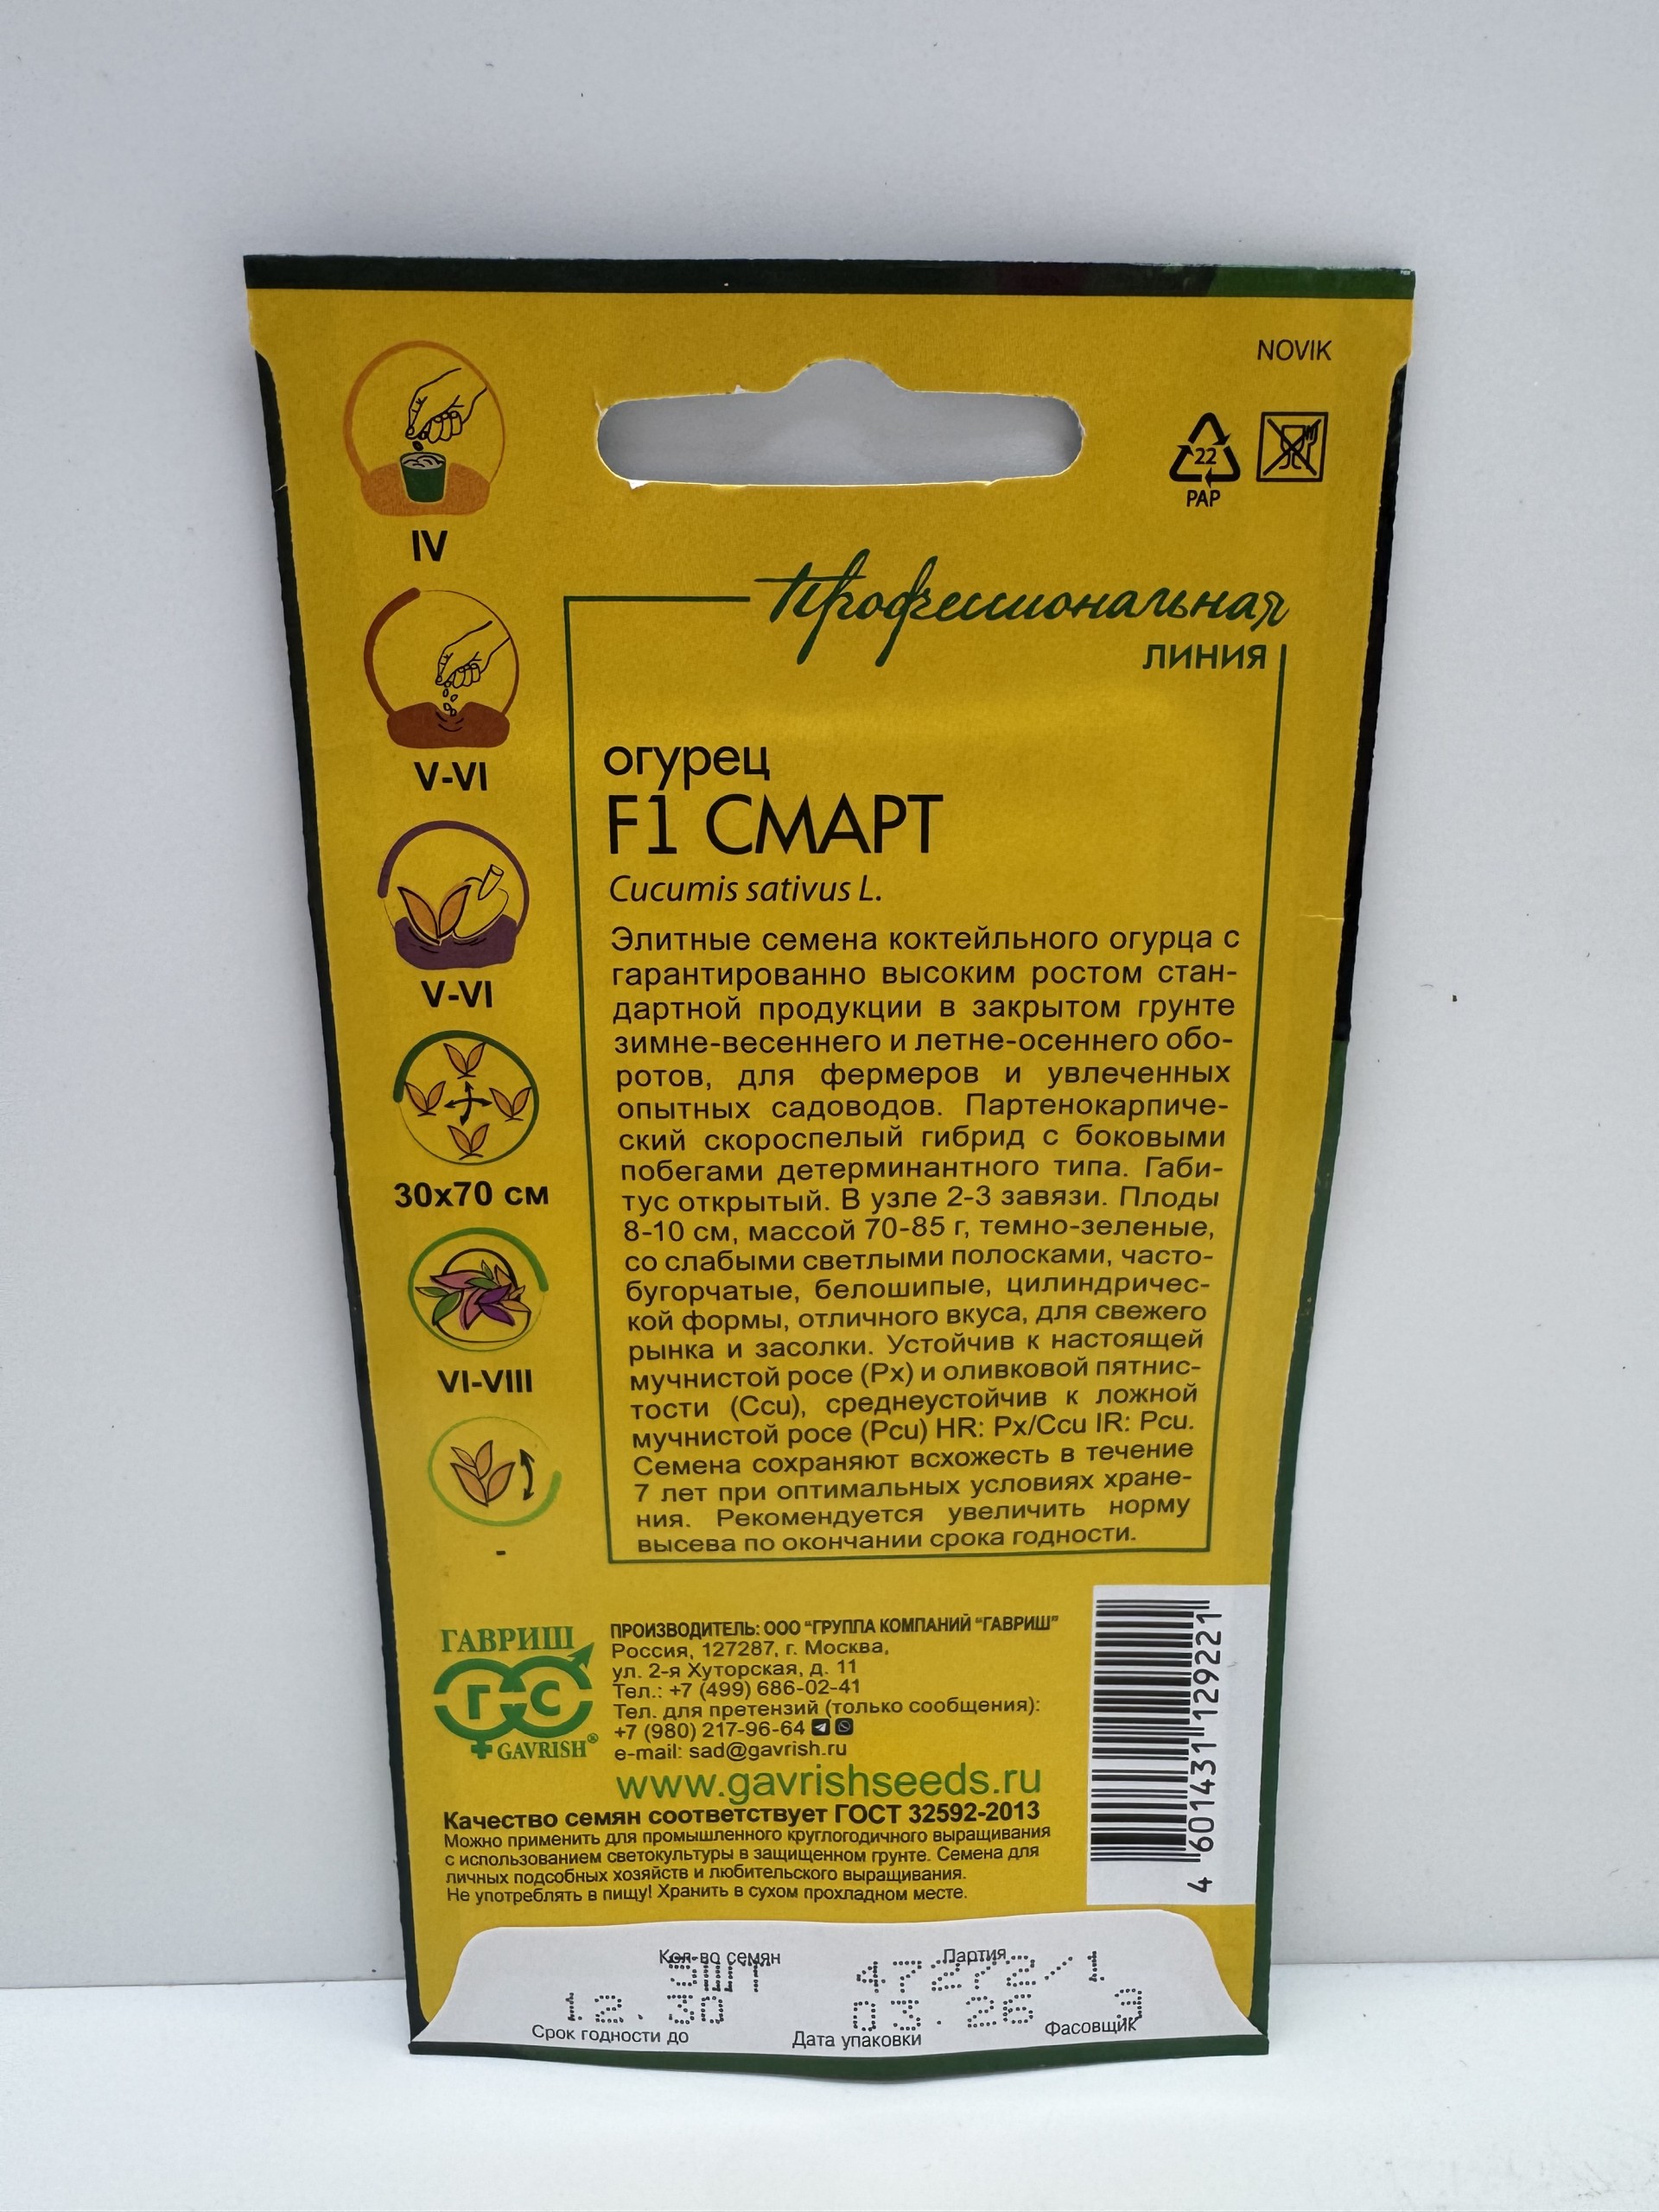 NOVIK
22
PAP
IV
V-VI
V-VI
30х70 см
VI-VIII
-
Профессиональная
ЛИНИЯ
огурец
F1 СМАРТ
Cucumis sativus L.
Элитные семена коктейльного огурца с
гарантированно высоким ростом стан-
дартной продукции в закрытом грунте
зимне-весеннего и летне-осеннего обо-
ротов, для фермеров и увлеченных
опытных садоводов. Партенокарпиче-
ский скороспелый гибрид с боковыми
побегами детерминантного типа. Габи-
тус открытый. В узле 2-3 завязи. Плоды
8-10 см, массой 70-85 г, темно-зеленые,
со слабыми светлыми полосками, часто-
бугорчатые, белошипые, цилиндричес-
кой формы, отличного вкуса, для свежего
рынка и засолки. Устойчив к настоящей
мучнистой росе (Px) и оливковой пятнис-
тости (Ccu), среднеустойчив к ложной
мучнистой росе (Pcu) HR: Px/Ccu IR: Pcu.
Семена сохраняют всхожесть в течение
7 лет при оптимальных условиях хране-
ния. Рекомендуется увеличить норму
высева по окончании срока годности.
ГАВРИШ
ГС
GAVRISH®
ПРОИЗВОДИТЕЛЬ: ООО "ГРУППА КОМПАНИЙ "ГАВРИШ"
Россия, 127287, г. Москва,
ул. 2-я Хуторская, д. 11
Тел.: +7 (499) 686-02-41
Тел. для претензий (только сообщения):
+7 (980) 217-96-64
e-mail: sad@gavrish.ru
www.gavrishseeds.ru
Качество семян соответствует ГОСТ 32592-2013
Можно применить для промышленного круглогодичного выращивания
с использованием светокультуры в защищенном грунте. Семена для
личных подсобных хозяйств и любительского выращивания.
Не употреблять в пищу! Хранить в сухом прохладном месте.
4 601431 129221
Кол-во семян
Партия
5ШТ
47272/1
12.30
03.26
3
Срок годности до
Дата упаковки
Фасовщик